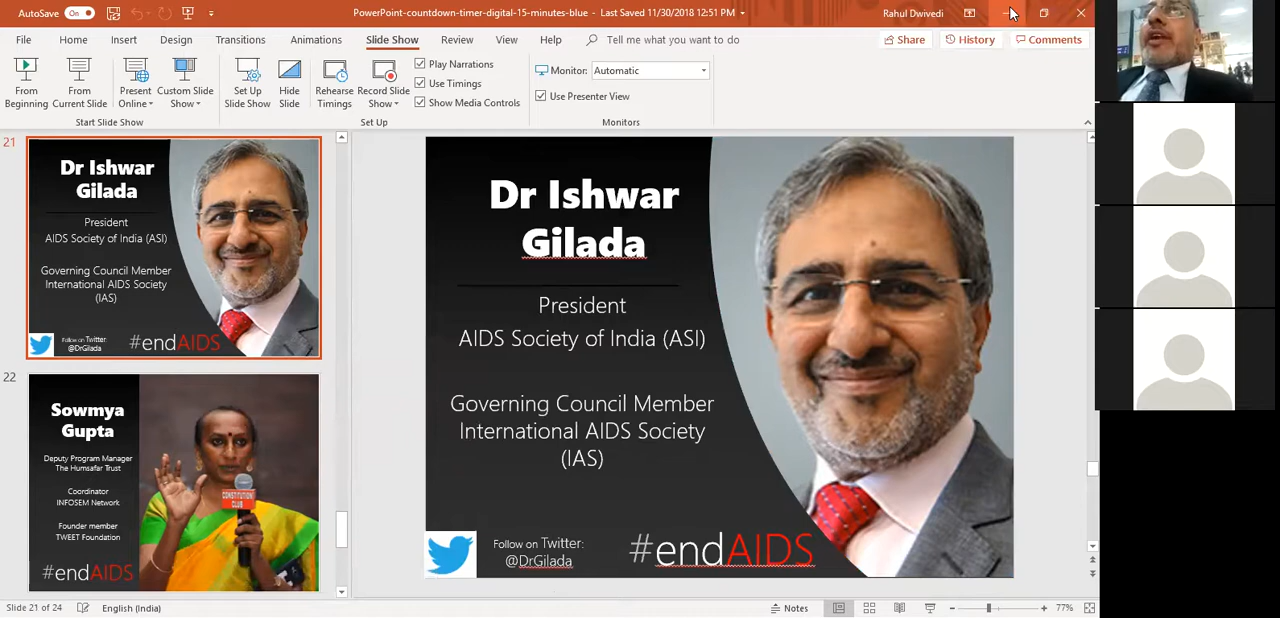 AutoSave On
PowerPoint-countdown-timer-digital-15-minutes-blue - Last Saved 11/30/2018 12:51 PM
Rahul Dwivedi
File Home Insert Design Transitions Animations Slide Show Review View Help Tell me what you want to do Share History Comments
From Beginning
From Current Slide
Present Online
Custom Slide Show
Set Up Slide Show
Hide Slide
Rehearse Timings
Record Slide Show
Play Narrations
Use Timings
Show Media Controls
Monitor: Automatic
Use Presenter View
Start Slide Show
Set Up
Monitors
21
Dr Ishwar
Gilada
President
AIDS Society of India (ASI)
Governing Council Member
International AIDS Society
(IAS)
Follow on Twitter:
@DrGilada
#endAIDS
22
Sowmya
Gupta
Deputy Program Manager
The Humsafar Trust
Coordinator
INFOSEM Network
Founder member
TWEET Foundation
CONSTITUTION
CLUB
#endAIDS
Dr Ishwar
Gilada
President
AIDS Society of India (ASI)
Governing Council Member
International AIDS Society
(IAS)
Follow on Twitter:
@DrGilada
#endAIDS
Slide 21 of 24
English (India)
Notes
77%